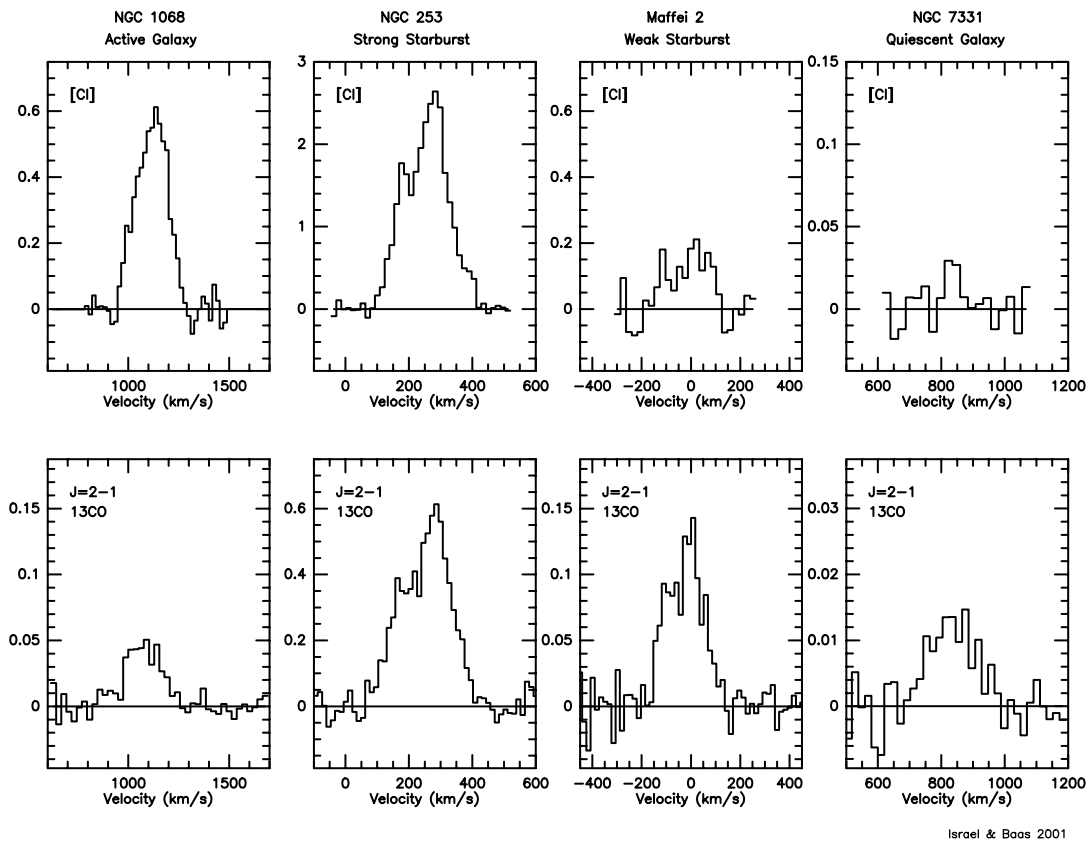 NGC 1068
Active Galaxy
NGC 253
Strong Starburst
Maffei 2
Weak Starburst
NGC 7331
Quiescent Galaxy
[CI]
0.6
0.4
0.2
0
1000 1500
Velocity (km/s)
[CI]
3
2
1
0
0 200 400 600
Velocity (km/s)
[CI]
0.6
0.4
0.2
0
−400 −200 0 200 400
Velocity (km/s)
[CI]
0.15
0.1
0.05
0
600 800 1000 1200
Velocity (km/s)
J=2−1
13CO
0.15
0.1
0.05
0
1000 1500
Velocity (km/s)
J=2−1
13CO
0.6
0.4
0.2
0
0 200 400 600
Velocity (km/s)
J=2−1
13CO
0.15
0.1
0.05
0
−400 −200 0 200 400
Velocity (km/s)
J=2−1
13CO
0.03
0.02
0.01
0
600 800 1000 1200
Velocity (km/s)
Israel & Baas 2001